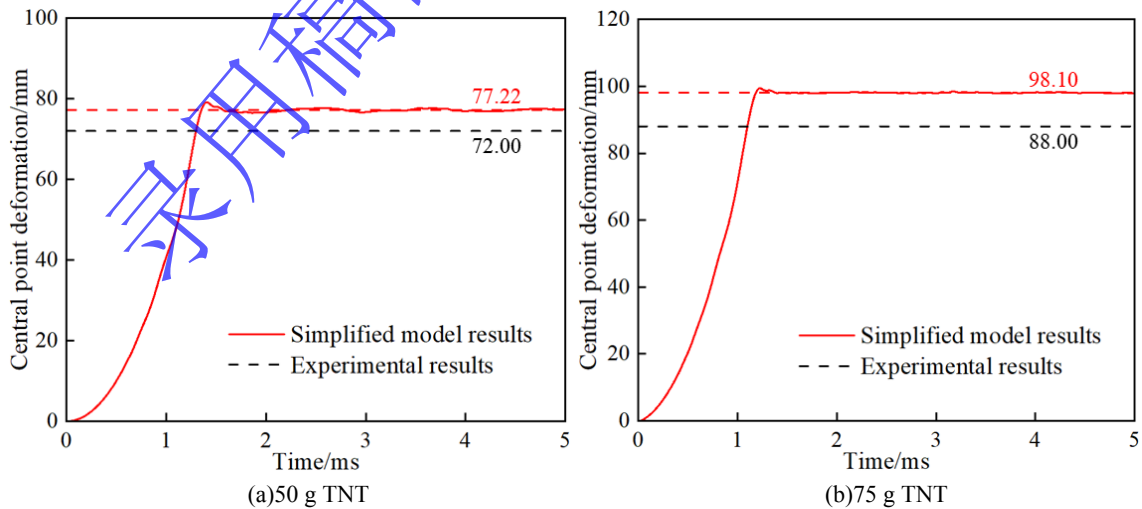 100
80
60
40
20
0
Central point deformation/mm
77.22
72.00
Simplified model results
Experimental results
0 1 2 3 4 5
Time/ms
(a)50 g TNT
120
100
80
60
40
20
0
Central point deformation/mm
98.10
88.00
Simplified model results
Experimental results
0 1 2 3 4 5
Time/ms
(b)75 g TNT
录用稿